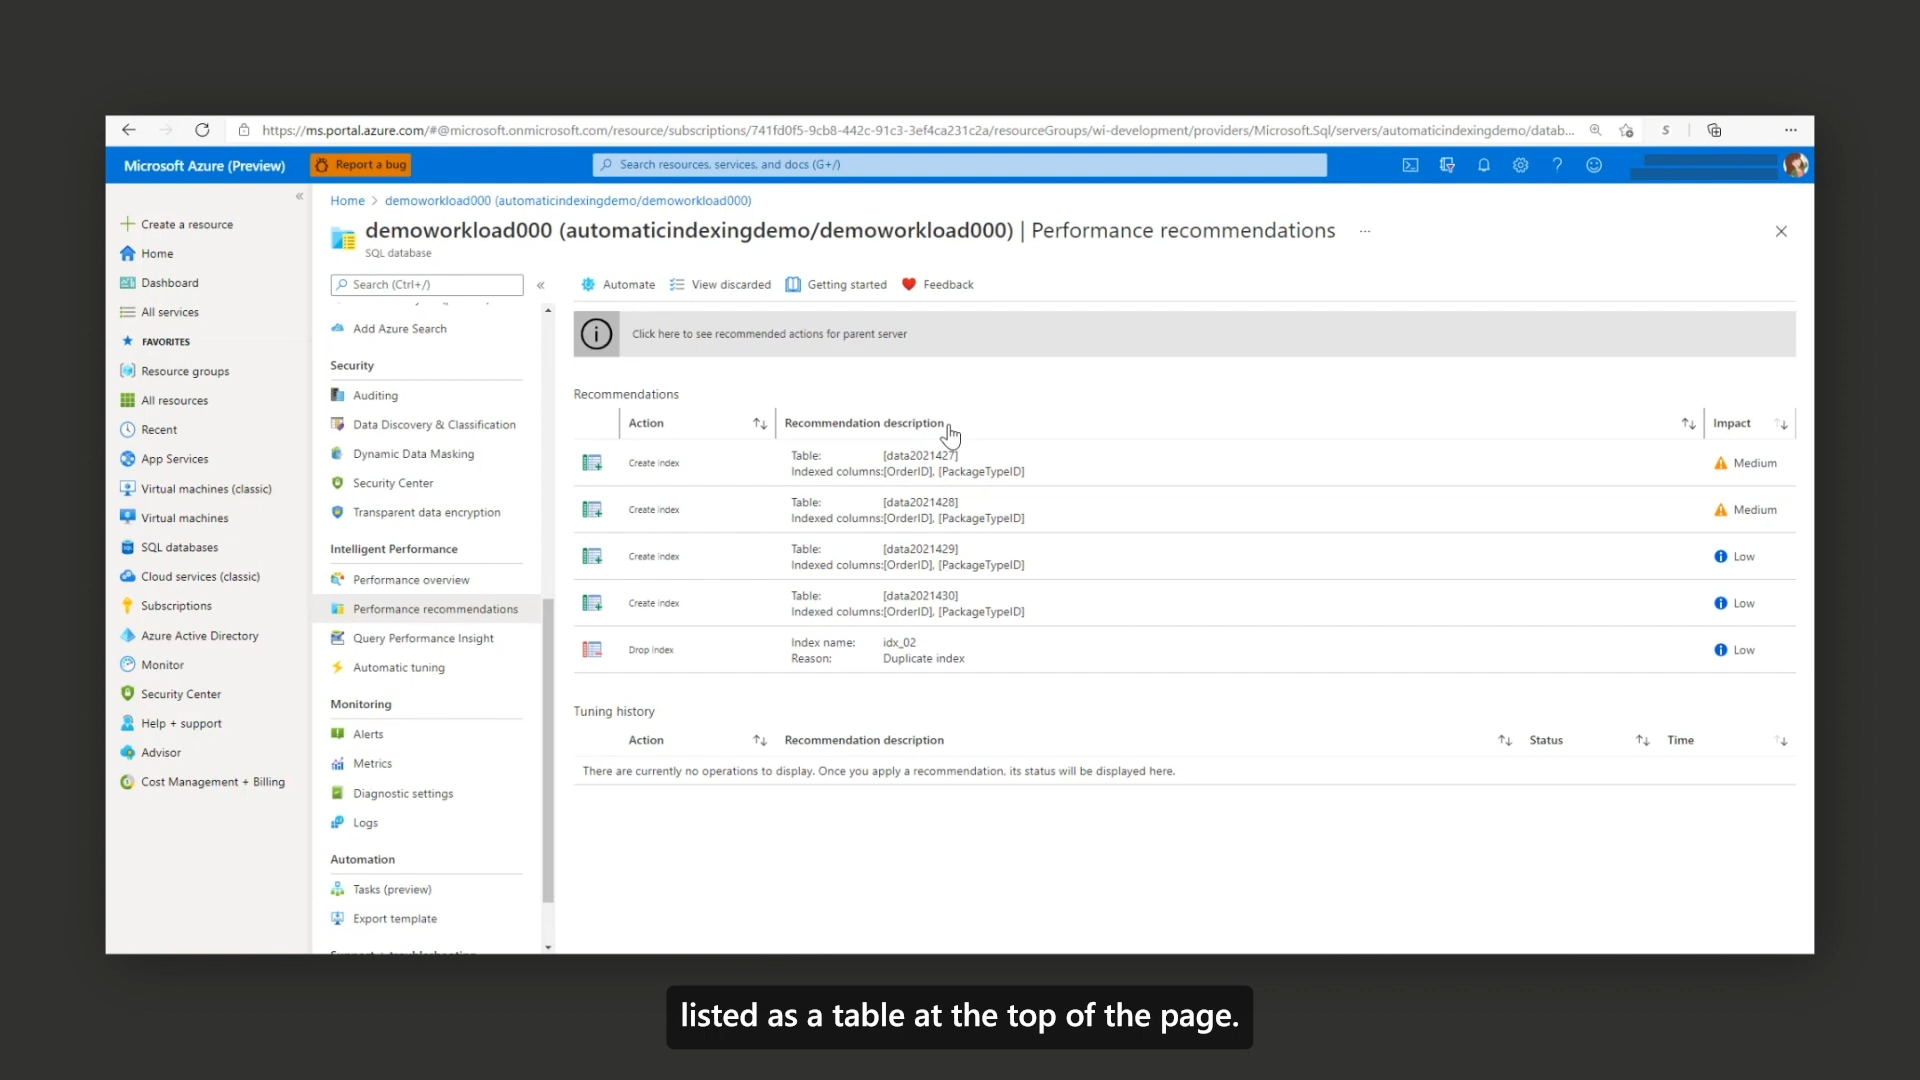 https://ms.portal.azure.com/#@microsoft.onmicrosoft.com/resource/subscriptions/741fd0f5-9cb8-442c-91c3-3ef4ca231c2a/resourceGroups/wi-development/providers/Microsoft.Sql/servers/automaticindexingdemo/datab...
Microsoft Azure (Preview)
Report a bug
Search resources, services, and docs (G+/)
Create a resource
Home
Dashboard
All services
FAVORITES
Resource groups
All resources
Recent
App Services
Virtual machines (classic)
Virtual machines
SQL databases
Cloud services (classic)
Subscriptions
Azure Active Directory
Monitor
Security Center
Help + support
Advisor
Cost Management + Billing
Home > demoworkload000 (automaticindexingdemo/demoworkload000)
demoworkload000 (automaticindexingdemo/demoworkload000) | Performance recommendations ...
SQL database
Search (Ctrl+/)
Add Azure Search
Security
Auditing
Data Discovery & Classification
Dynamic Data Masking
Security Center
Transparent data encryption
Intelligent Performance
Performance overview
Performance recommendations
Query Performance Insight
Automatic tuning
Monitoring
Alerts
Metrics
Diagnostic settings
Logs
Automation
Tasks (preview)
Export template
Automate View discarded Getting started Feedback
Click here to see recommended actions for parent server
Recommendations
Action Recommendation description Impact
Create index Table: [data2021427] Medium
Indexed columns:[OrderID], [PackageTypeID]
Create index Table: [data2021428] Medium
Indexed columns:[OrderID], [PackageTypeID]
Create index Table: [data2021429] Low
Indexed columns:[OrderID], [PackageTypeID]
Create index Table: [data2021430] Low
Indexed columns:[OrderID], [PackageTypeID]
Drop index Index name: idx_02 Low
Reason: Duplicate index
Tuning history
Action Recommendation description Status Time
There are currently no operations to display. Once you apply a recommendation, its status will be displayed here.
listed as a table at the top of the page.